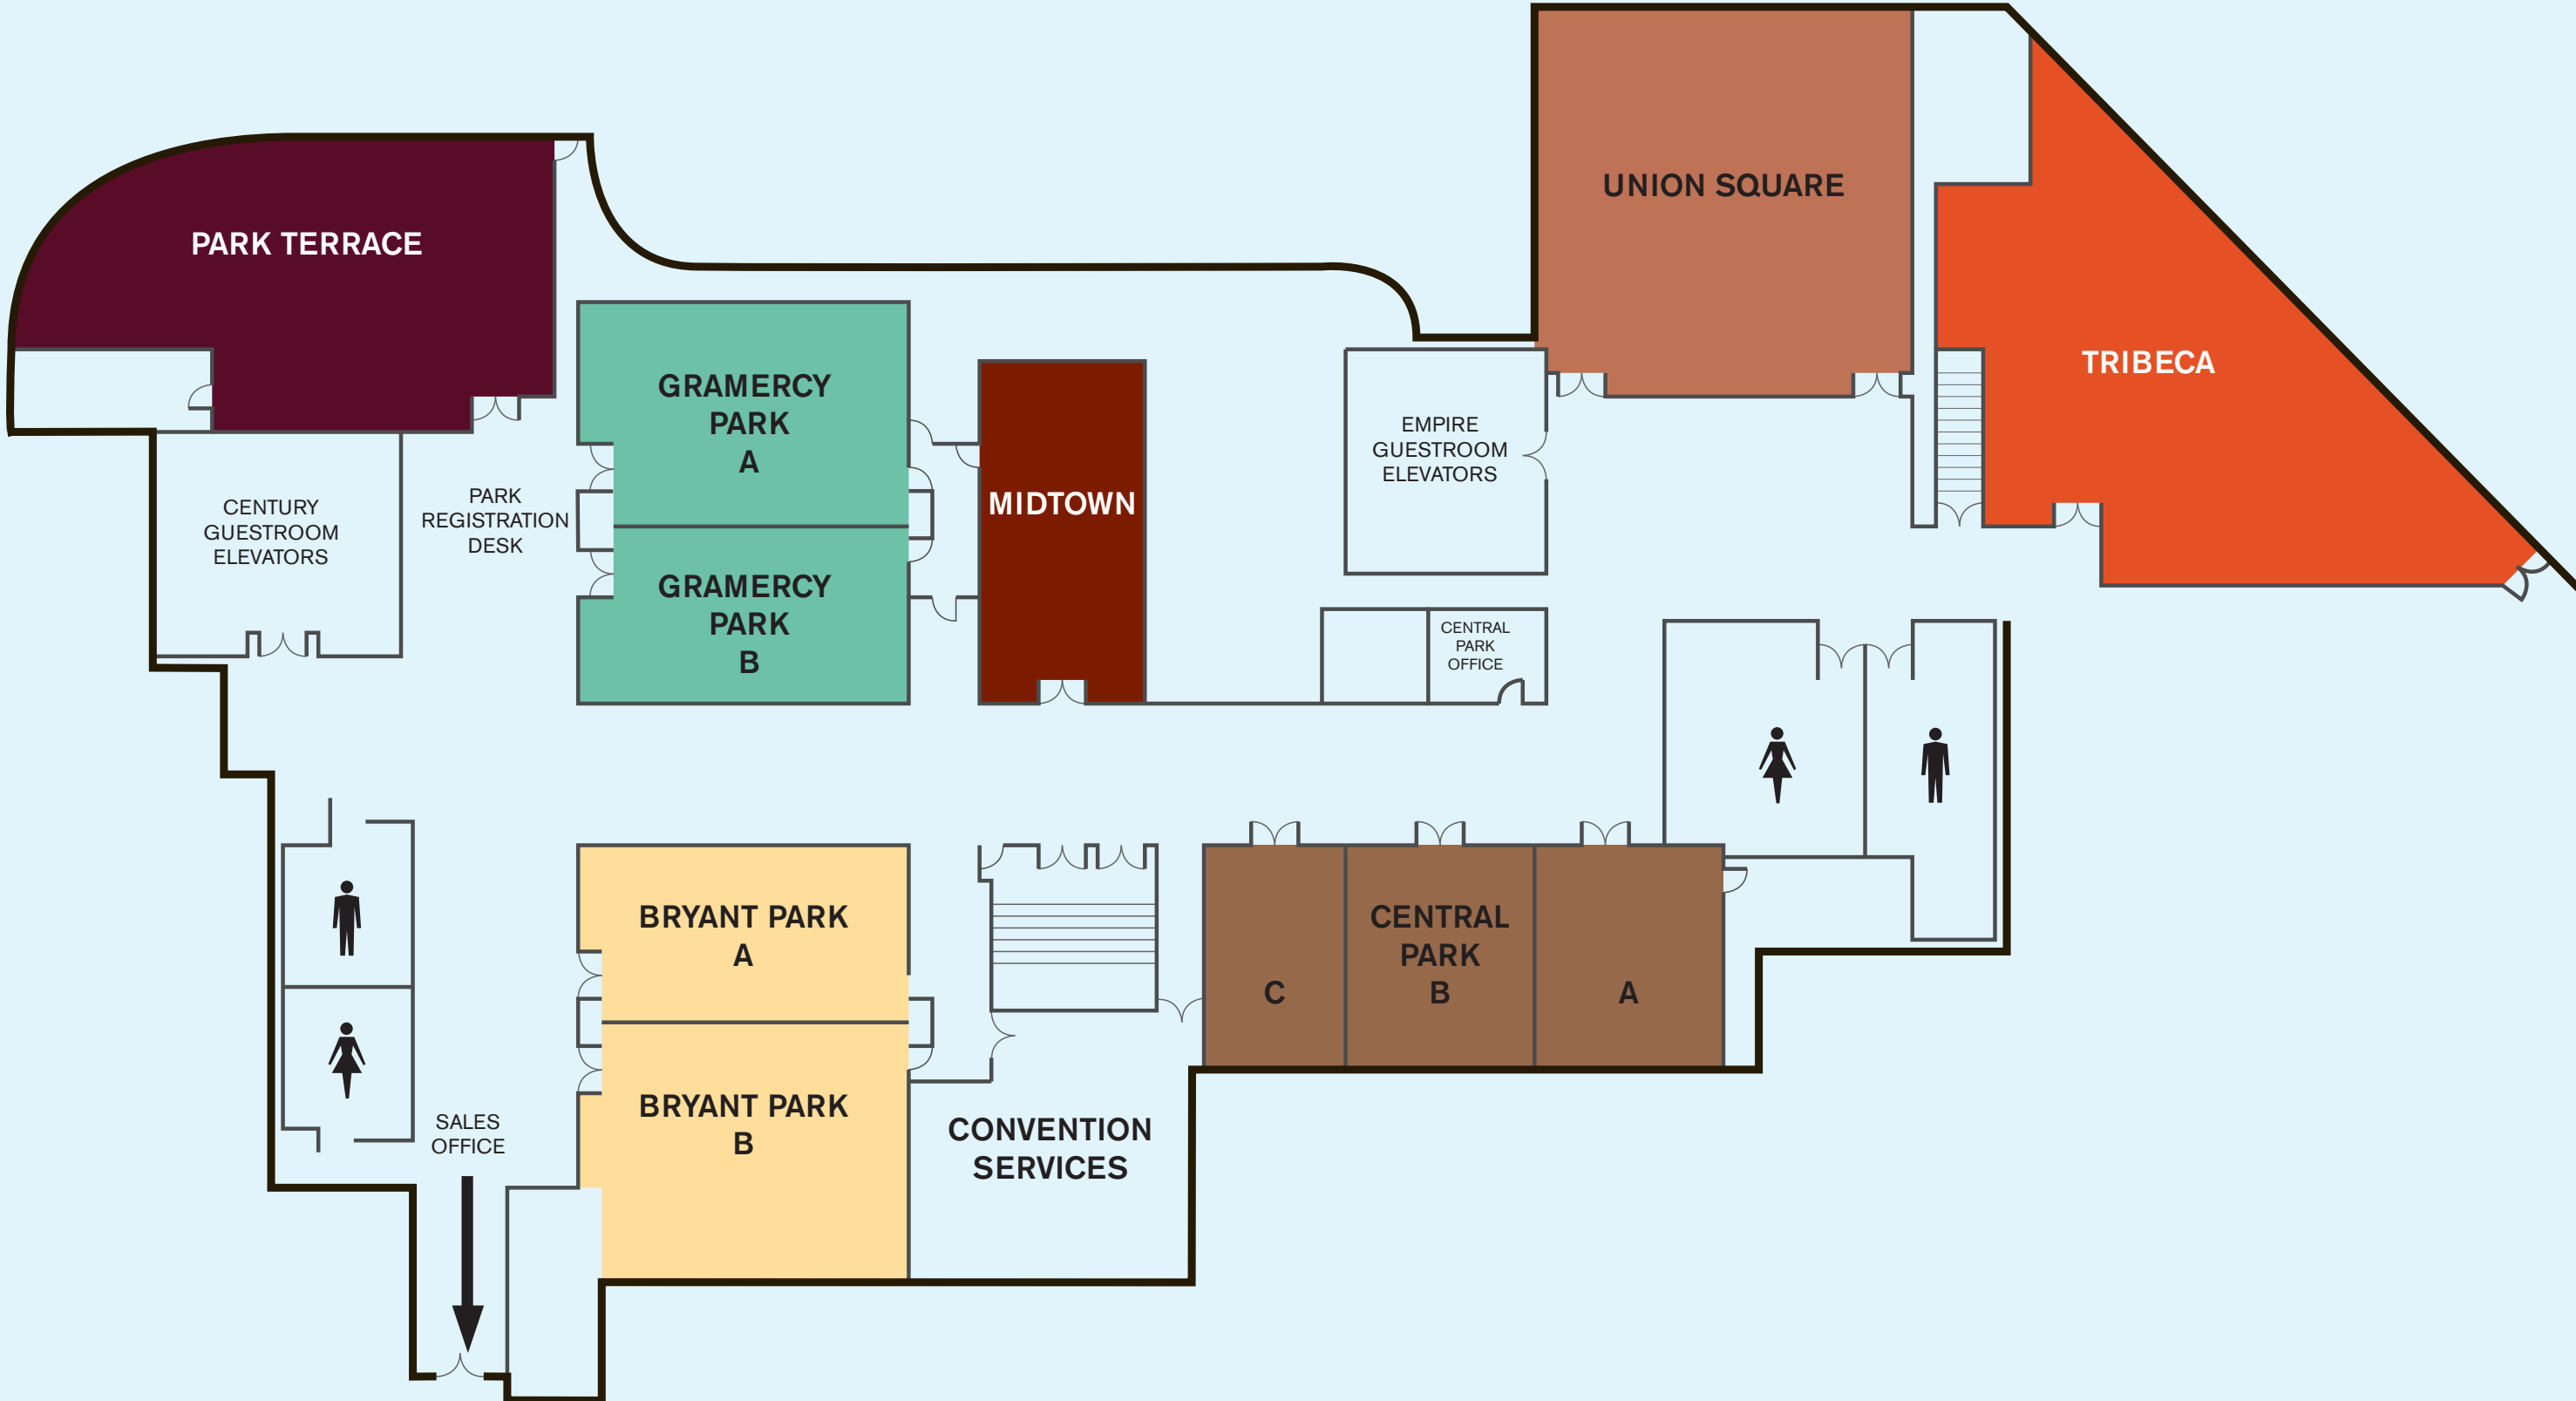 PARK TERRACE
UNION SQUARE
TRIBECA
GRAMERCY
PARK
A
GRAMERCY
PARK
B
MIDTOWN
EMPIRE
GUESTROOM
ELEVATORS
CENTURY
GUESTROOM
ELEVATORS
PARK
REGISTRATION
DESK
CENTRAL
PARK
OFFICE
BRYANT PARK
A
BRYANT PARK
B
CENTRAL
PARK
C
B
A
SALES
OFFICE
CONVENTION
SERVICES